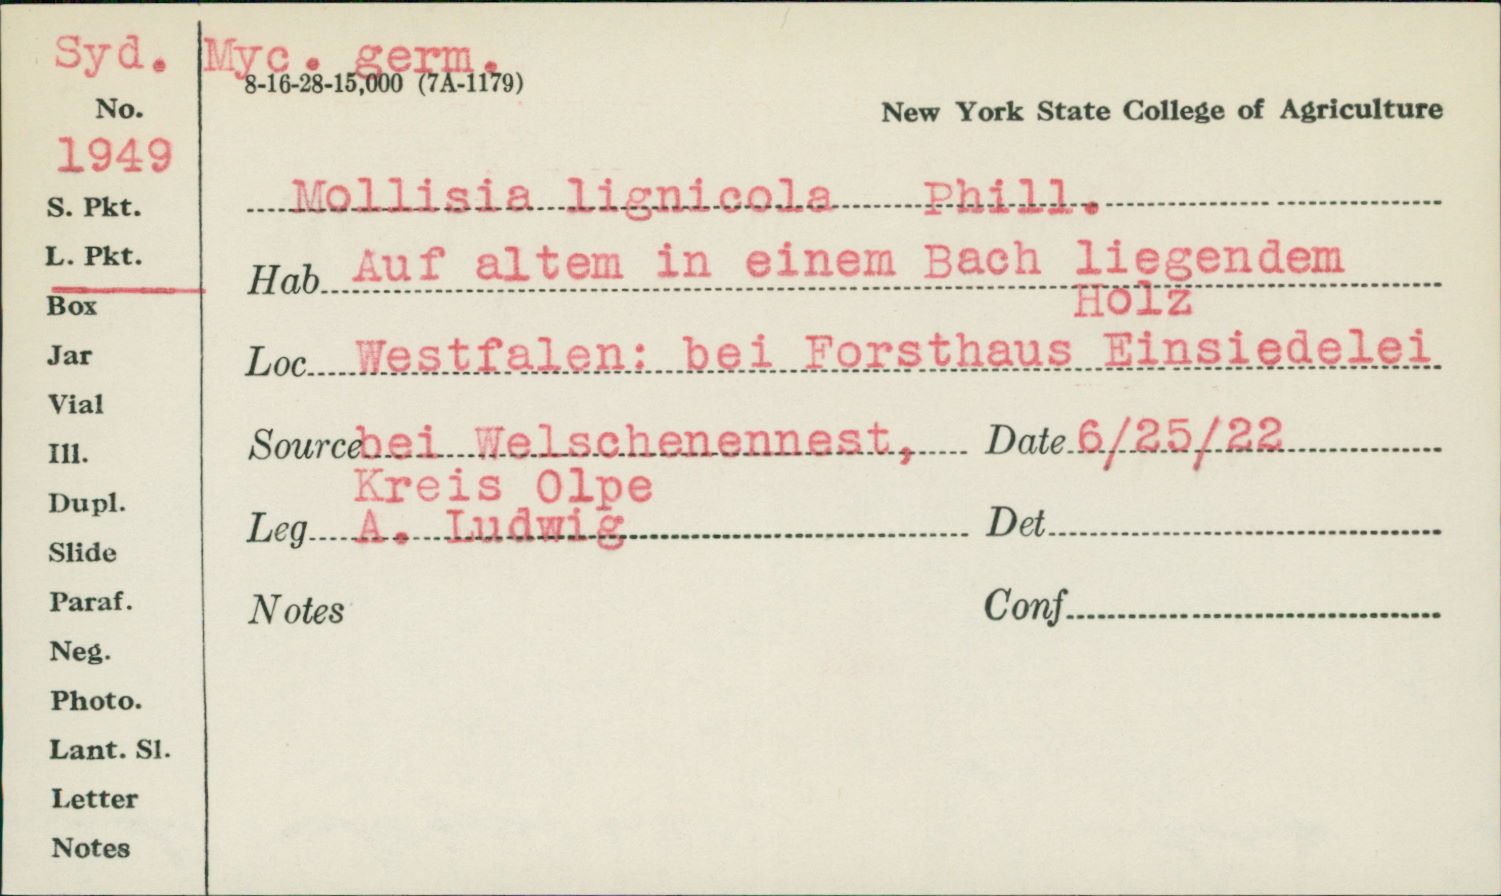 Syd. Myc. germ.
8-16-28-15,000 (7A-1179)
No.
New York State College of Agriculture
1949
Mollisia lignicola Phill.
S. Pkt.
L. Pkt.
Hab. Auf altem in einem Bach liegendem
Holz
Box
Loc. Westfalen: bei Forsthaus Einsiedelei
Jar
Vial
Source bei Welschenennest, Date 6/25/22
Ill.
Kreis Olpe
Dupl.
Leg. A. Ludwig Det.
Slide
Paraf.
Notes Conf.
Neg.
Photo.
Lant. Sl.
Letter
Notes